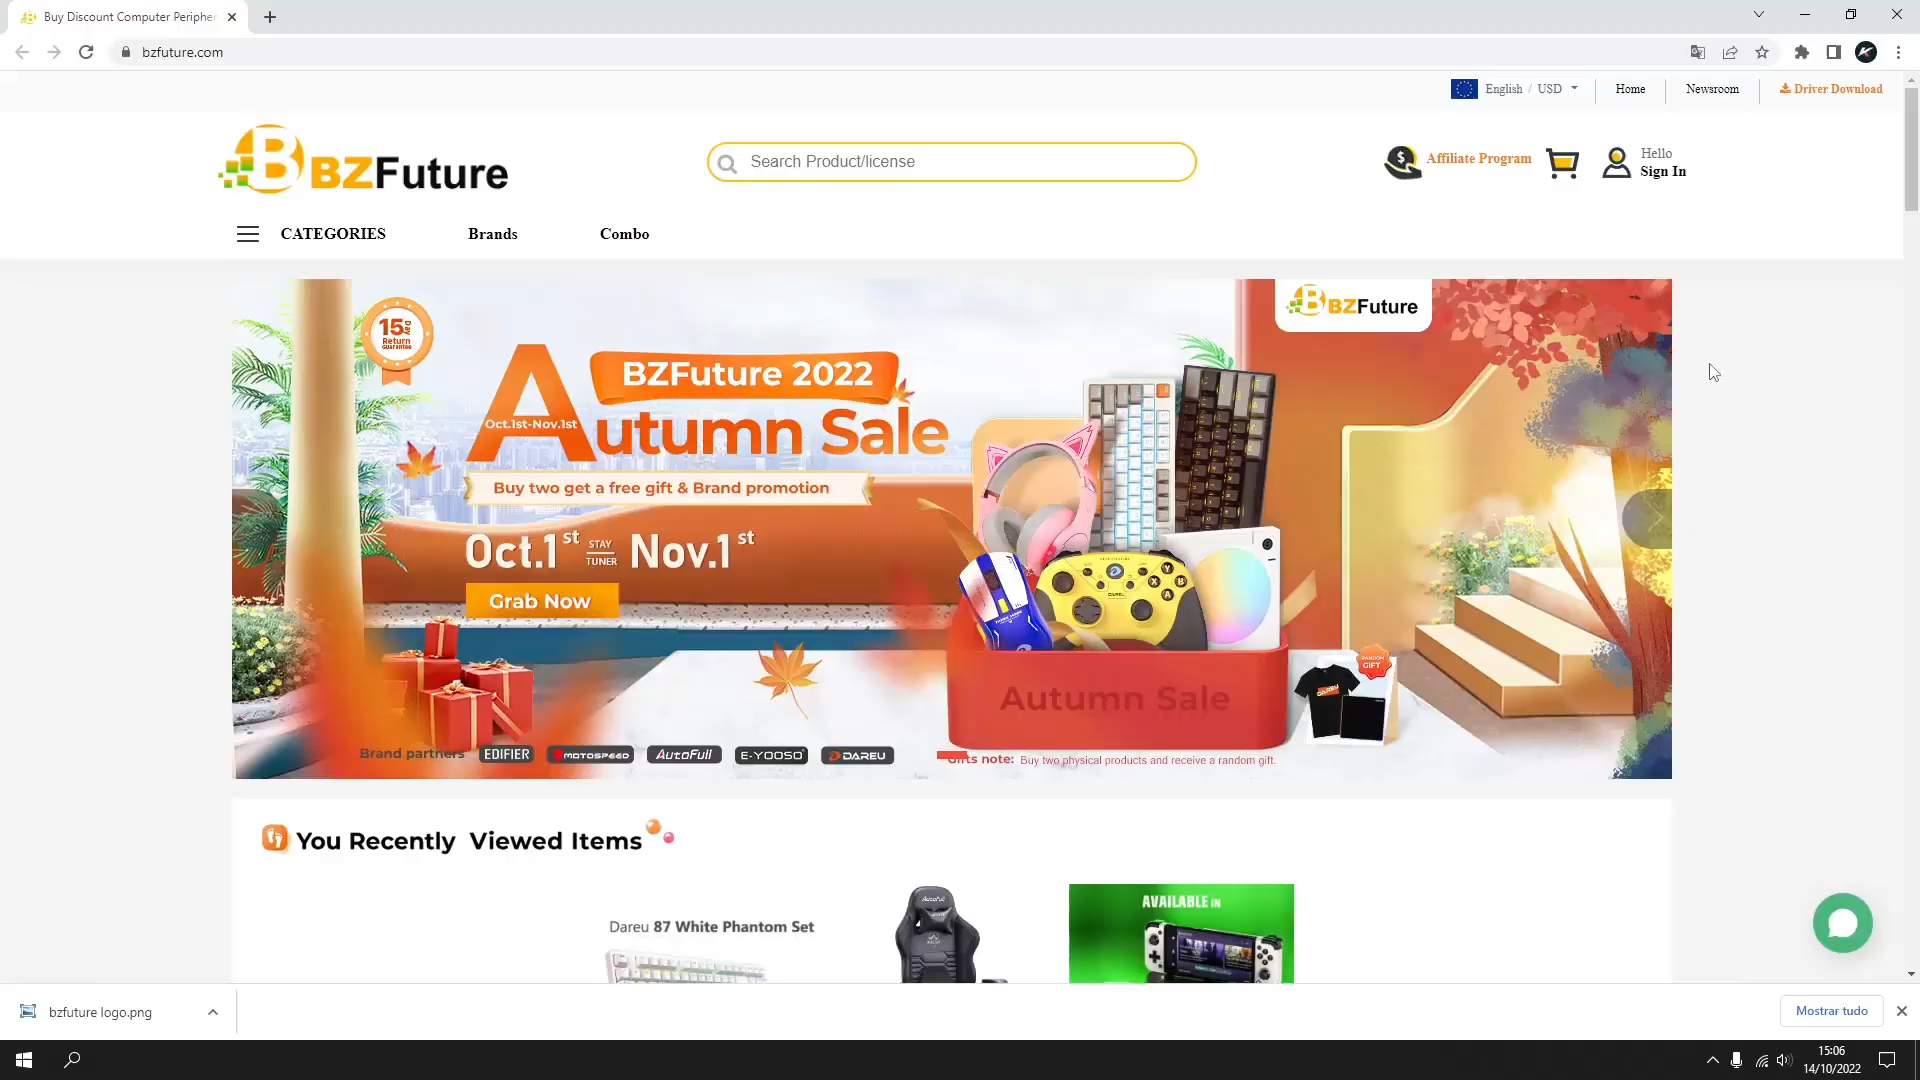 Buy Discount Computer Peripher
bzfuture.com
English / USD
Home
Newsroom
Driver Download
BZFuture
Search Product/license
Affiliate Program
Hello
Sign In
CATEGORIES
Brands
Combo
BZFuture
15 Day
Return
Guarantee
BZFuture 2022
Autumn Sale
Oct.1st-Nov.1st
Buy two get a free gift & Brand promotion
Oct.1st STAY TUNER Nov.1st
Grab Now
Autumn Sale
RANDOM
GIFT
Brand partners
EDIFIER
MOTOSPEED
AutoFull
E-YOOSO
DAREU
Gifts note: Buy two physical products and receive a random gift.
You Recently Viewed Items
Dareu 87 White Phantom Set
AutoFull
AVAILABLE IN
bzfuture logo.png
Mostrar tudo
15:06
14/10/2022